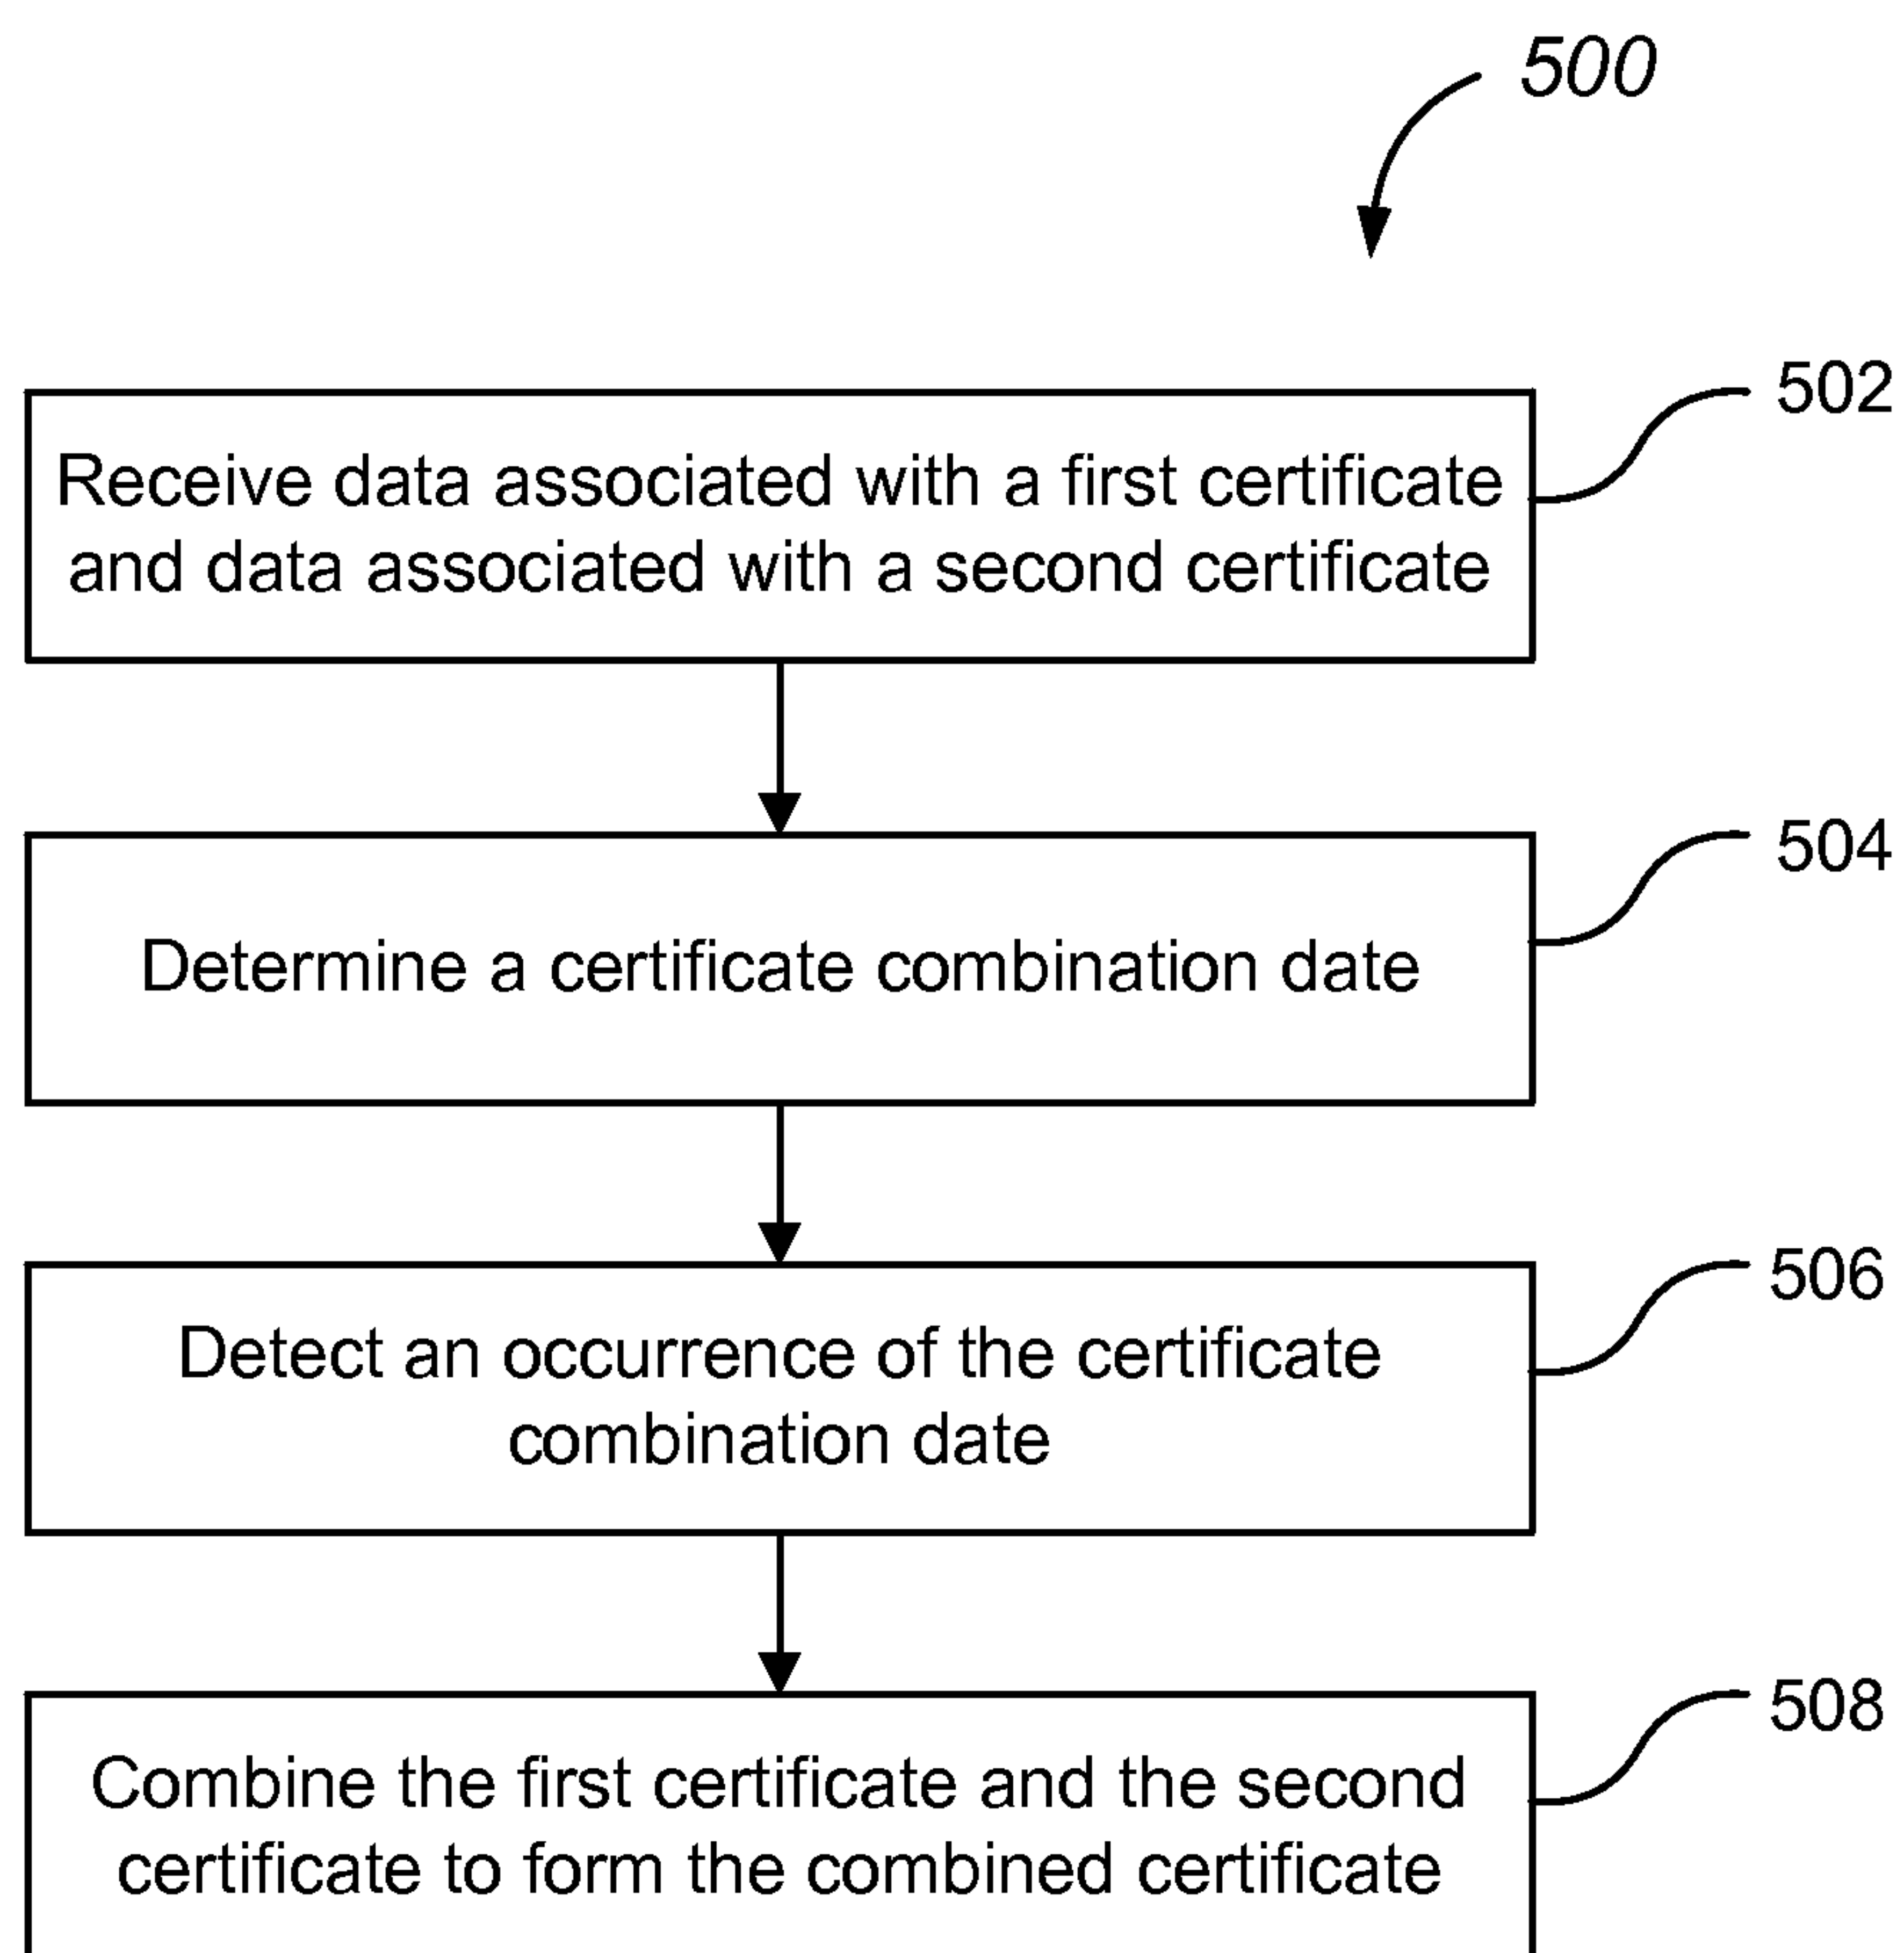 500
502
Receive data associated with a first certificate
and data associated with a second certificate
504
Determine a certificate combination date
506
Detect an occurrence of the certificate
combination date
508
Combine the first certificate and the second
certificate to form the combined certificate